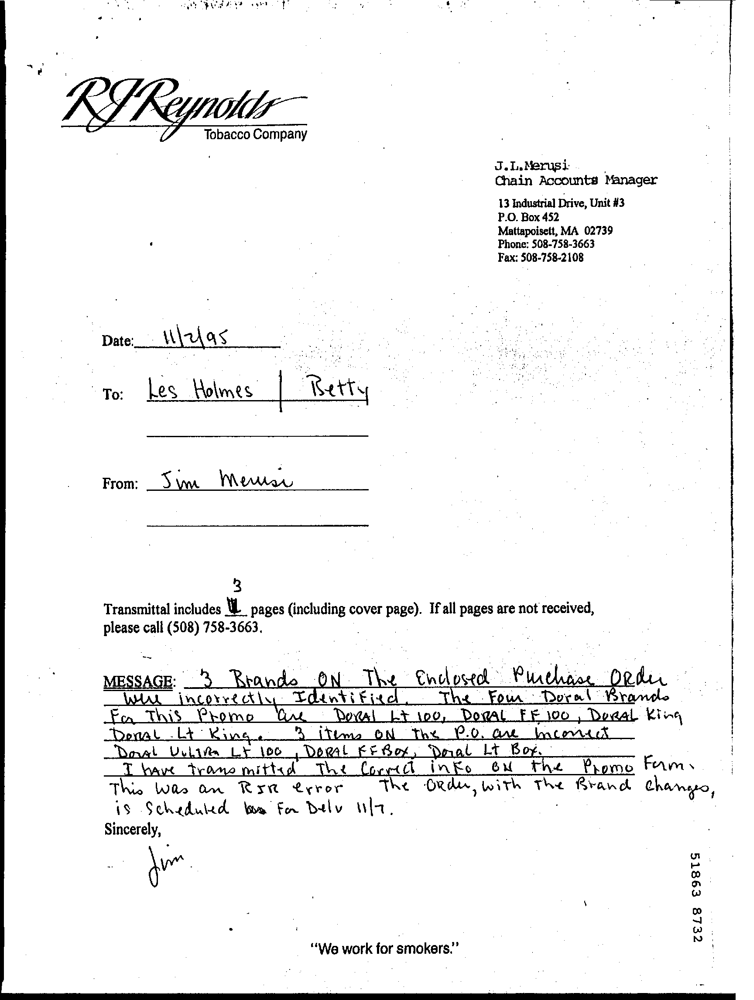 RJReynolds
Tobacco Company
J.L.Merusi
Chain Accounts Manager
13 Industrial Drive, Unit #3
P.O. Box 452
Mattapoisett, MA 02739
Phone: 508-758-3663
Fax: 508-758-2108
Date: 11/2/95
To: Les Holmes | Betty
From: Jim Merusi
3
Transmittal includes pages (including cover page). If all pages are not received,
please call (508) 758-3663.
MESSAGE: 3 Brands ON The Enclosed Purchase ORder
were incorrectly Identified. The Four Doral Brands
For This Promo are DORAL Lt 100, DORAL FF 100, DORAL King
DORAL Lt King. 3 items ON the P.O. are Incorrect
Doral Ultra Lt 100, DORAL FF Box, Doral Lt Box.
I have transmitted The Correct info ON the Promo Form.
This was an RJR error The ORder, with The Brand changes,
is Scheduled For Delv 11/7.
Sincerely,
Jim
51863 8732
"We work for smokers."